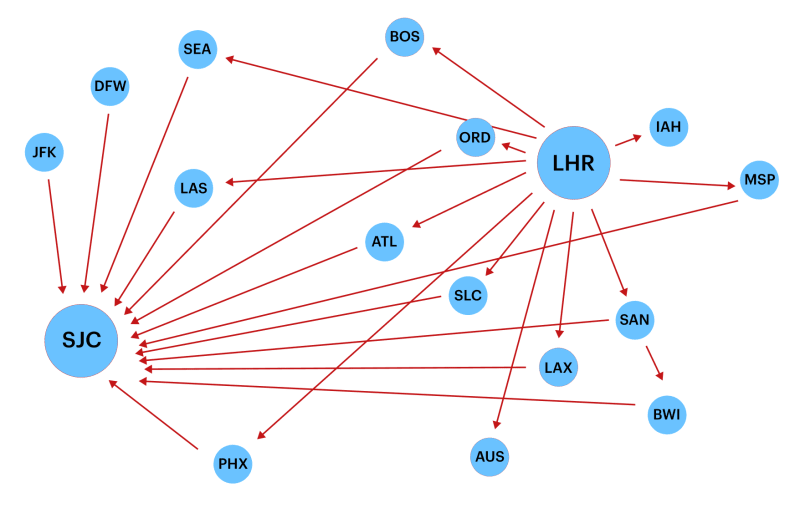 BOS
SEA
DFW
IAH
ORD
JFK
LHR
MSP
LAS
ATL
SLC
SAN
SJC
LAX
BWI
AUS
PHX